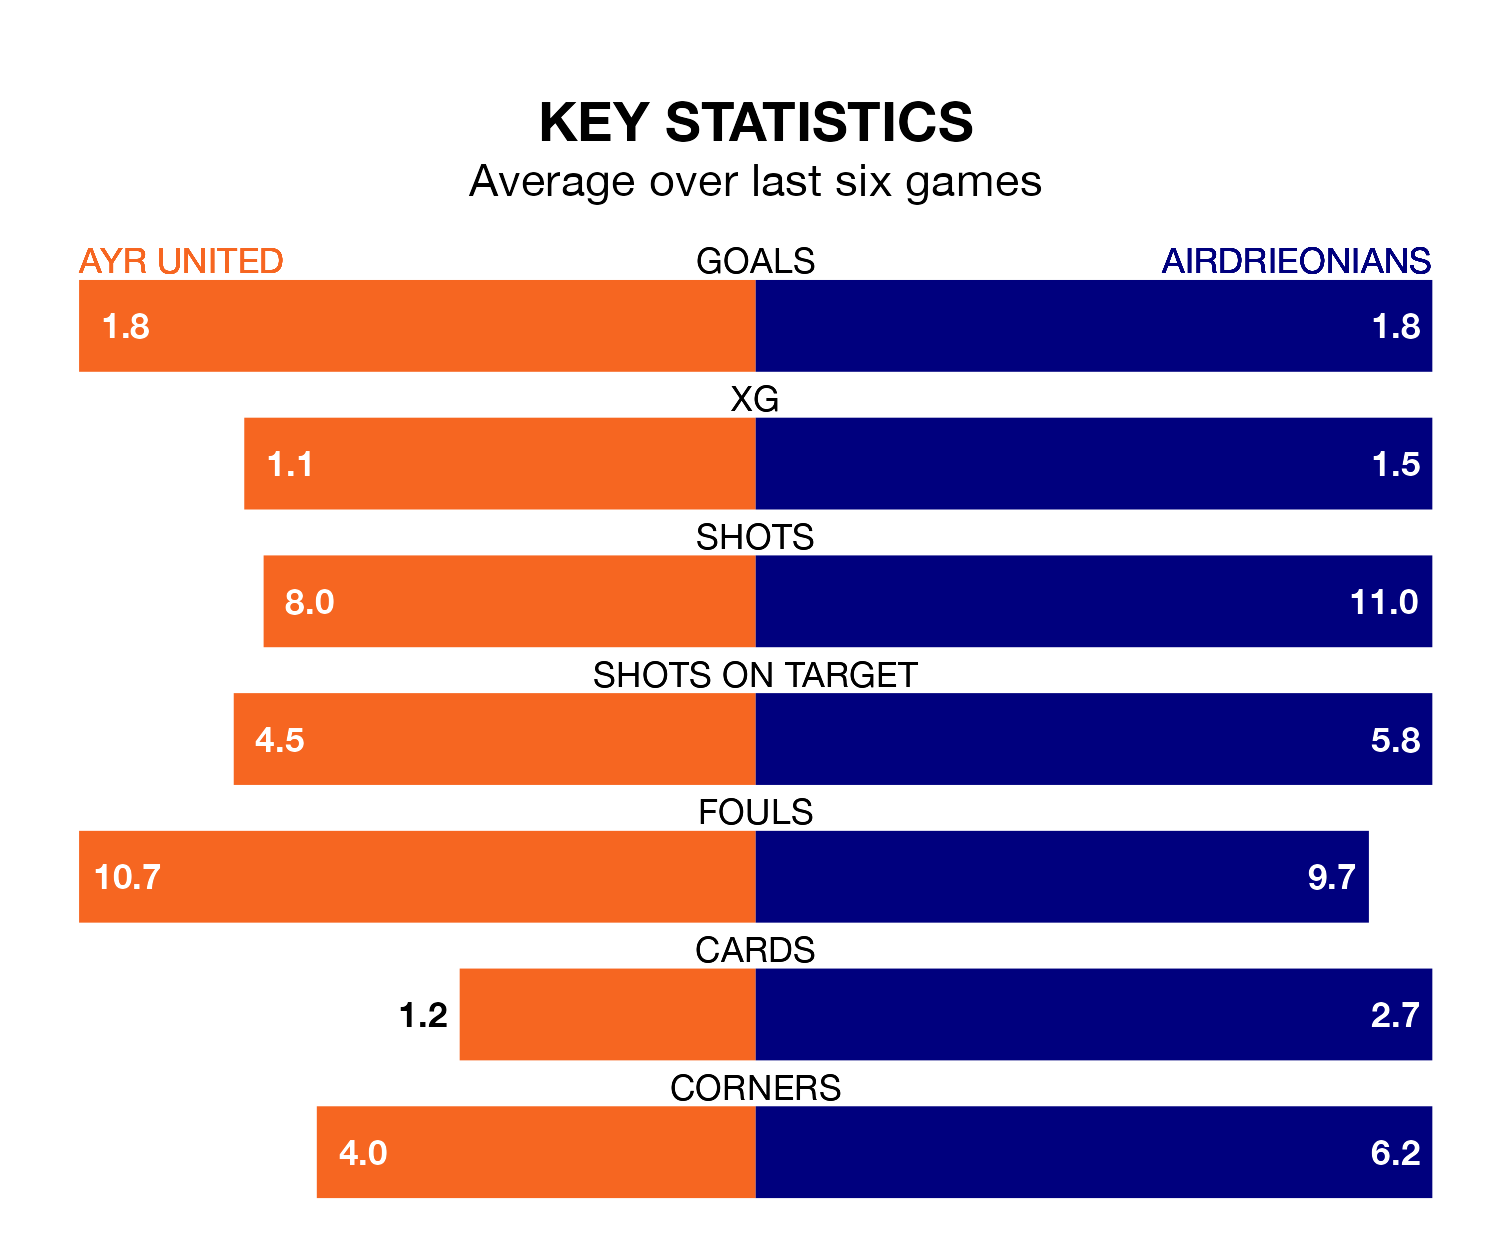 KEY STATISTICS
Average over last six games
AYR UNITED GOALS AIRDRIEONIANS
1.8 1.8
XG
1.1 1.5
SHOTS
8.0 11.0
SHOTS ON TARGET
4.5 5.8
FOULS
10.7 9.7
CARDS
1.2 2.7
CORNERS
4.0 6.2